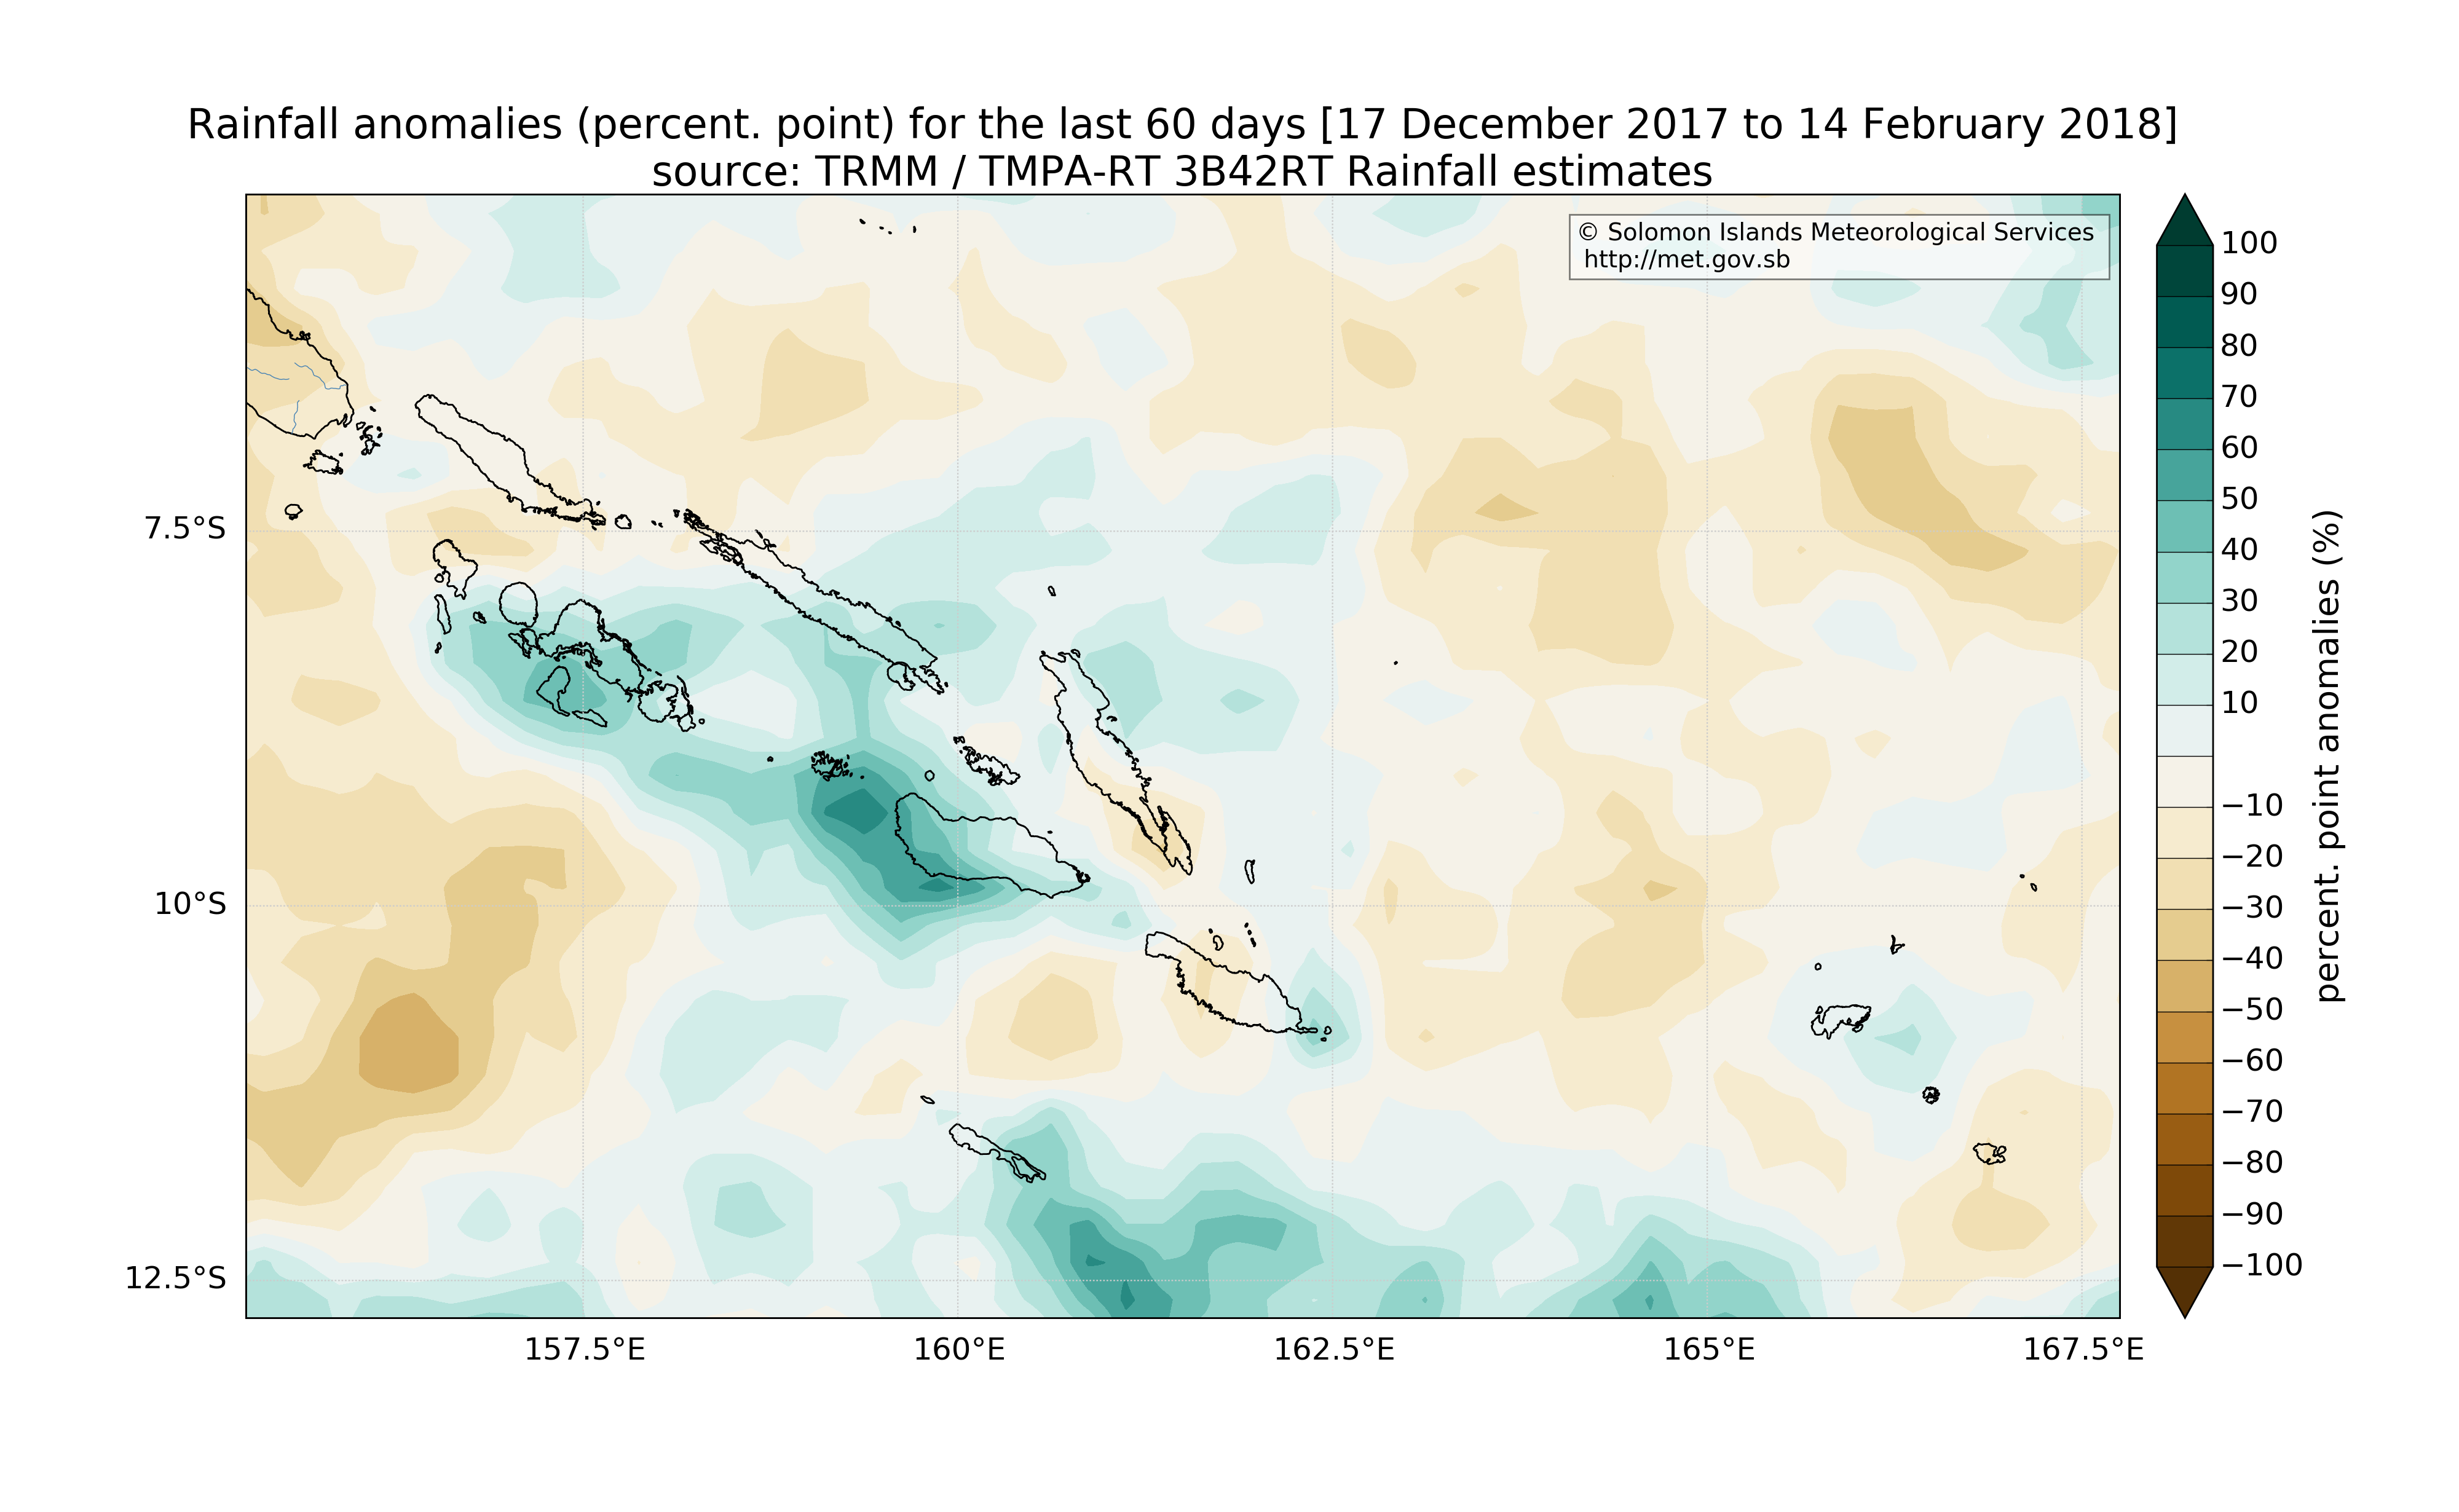 Rainfall anomalies (percent. point) for the last 60 days [17 December 2017 to 14 February 2018]
source: TRMM / TMPA-RT 3B42RT Rainfall estimates
© Solomon Islands Meteorological Services
http://met.gov.sb
7.5°S
10°S
12.5°S
157.5°E
160°E
162.5°E
165°E
167.5°E
100
90
80
70
60
50
40
30
20
10
−10
−20
−30
−40
−50
−60
−70
−80
−90
−100
percent. point anomalies (%)